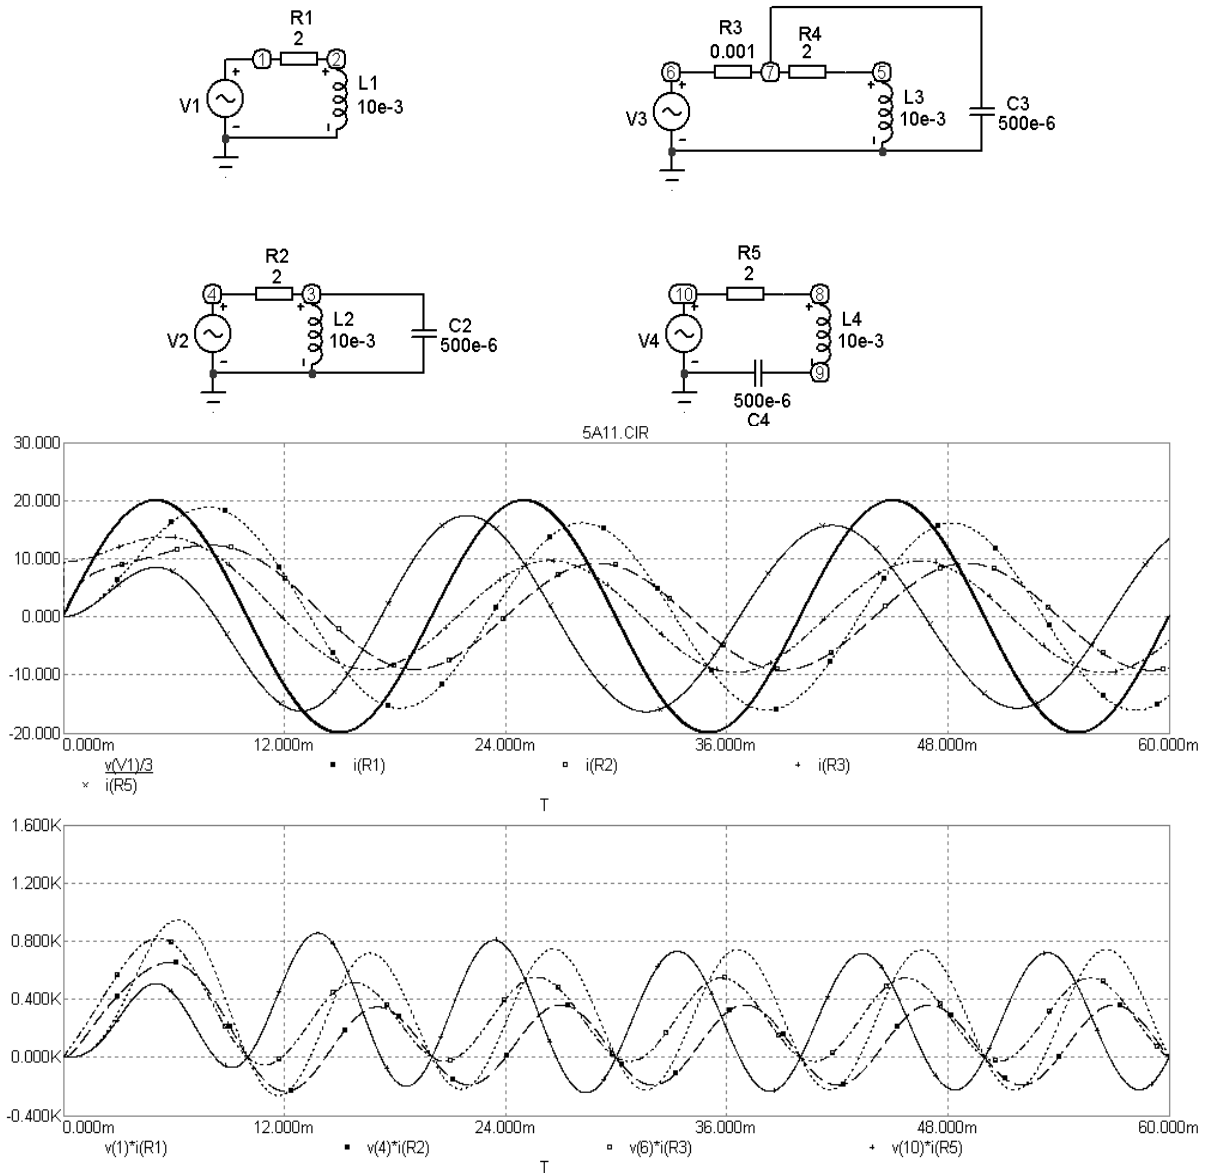 R1
2
1
2
V1
L1
10e-3
R3
0.001
R4
2
6
7
5
V3
L3
10e-3
C3
500e-6
R2
2
4
3
V2
L2
10e-3
C2
500e-6
R5
2
10
8
V4
L4
10e-3
9
500e-6
C4
5A11.CIR
30.000
20.000
10.000
0.000
-10.000
-20.000
0.000m 12.000m 24.000m 36.000m 48.000m 60.000m
v(V1)/3 i(R1) i(R2) i(R3)
i(R5)
T
1.600K
1.200K
0.800K
0.400K
0.000K
-0.400K
0.000m 12.000m 24.000m 36.000m 48.000m 60.000m
v(1)*i(R1) v(4)*i(R2) v(6)*i(R3) v(10)*i(R5)
T